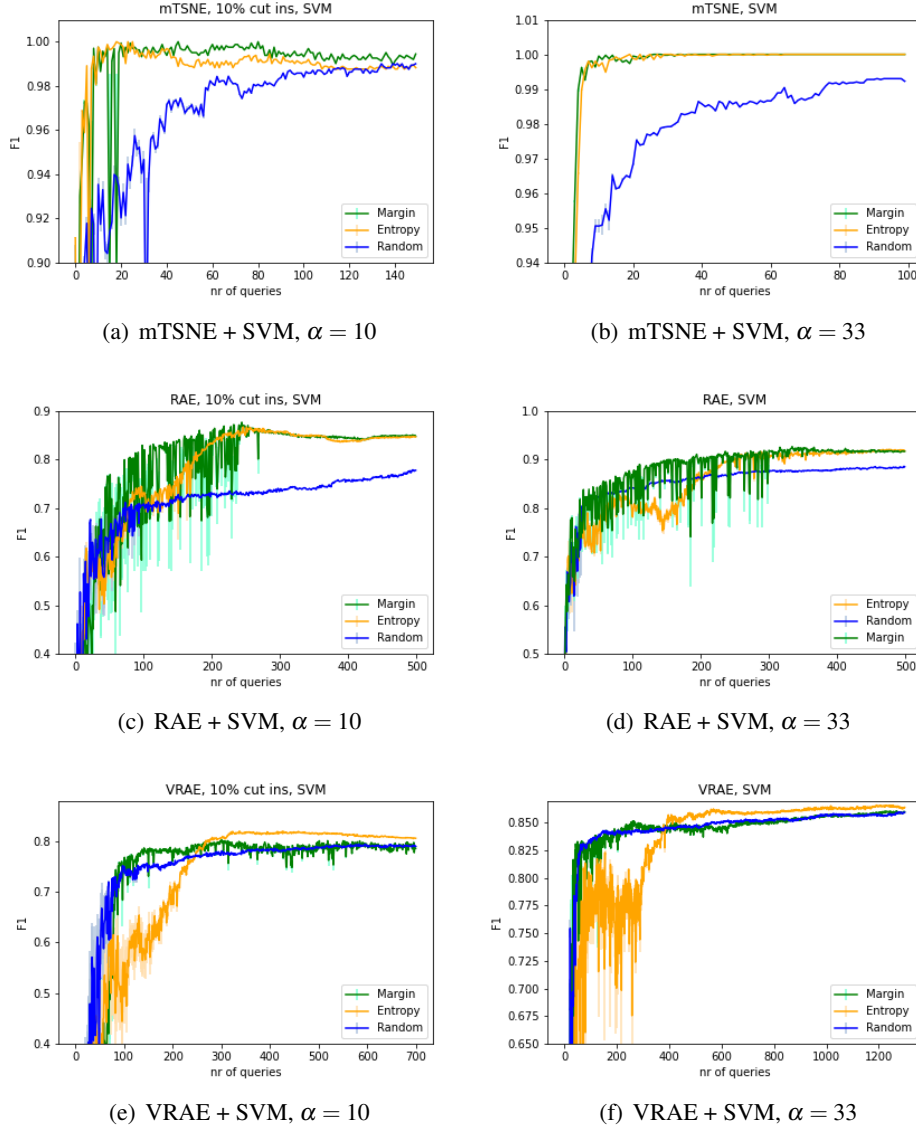 mTSNE, 10% cut ins, SVM
1.00
0.98
0.96
0.94
0.92
0.90
F1
0
20
40
60
80
100
120
140
nr of queries
Margin
Entropy
Random
(a) mTSNE + SVM, α = 10
mTSNE, SVM
1.01
1.00
0.99
0.98
0.97
0.96
0.95
0.94
F1
0
20
40
60
80
100
nr of queries
Margin
Entropy
Random
(b) mTSNE + SVM, α = 33
RAE, 10% cut ins, SVM
0.9
0.8
0.7
0.6
0.5
0.4
F1
0
100
200
300
400
500
nr of queries
Margin
Entropy
Random
(c) RAE + SVM, α = 10
RAE, SVM
1.0
0.9
0.8
0.7
0.6
0.5
F1
0
100
200
300
400
500
nr of queries
Entropy
Random
Margin
(d) RAE + SVM, α = 33
VRAE, 10% cut ins, SVM
0.8
0.7
0.6
0.5
0.4
F1
0
100
200
300
400
500
600
700
nr of queries
Margin
Entropy
Random
(e) VRAE + SVM, α = 10
VRAE, SVM
0.850
0.825
0.800
0.775
0.750
0.725
0.700
0.675
0.650
F1
0
200
400
600
800
1000
1200
nr of queries
Margin
Entropy
Random
(f) VRAE + SVM, α = 33